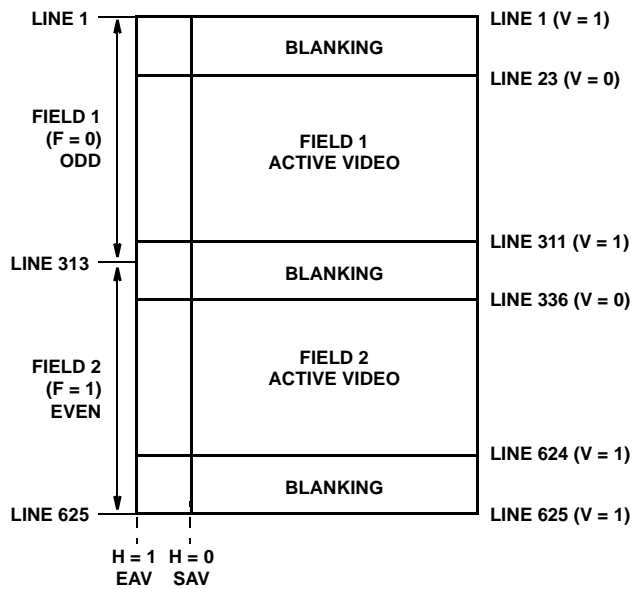 LINE 1
LINE 1 (V = 1)
BLANKING
LINE 23 (V = 0)
FIELD 1
(F = 0)
ODD
FIELD 1
ACTIVE VIDEO
LINE 311 (V = 1)
LINE 313
BLANKING
LINE 336 (V = 0)
FIELD 2
(F = 1)
EVEN
FIELD 2
ACTIVE VIDEO
LINE 624 (V = 1)
BLANKING
LINE 625
LINE 625 (V = 1)
H = 1
EAV
H = 0
SAV